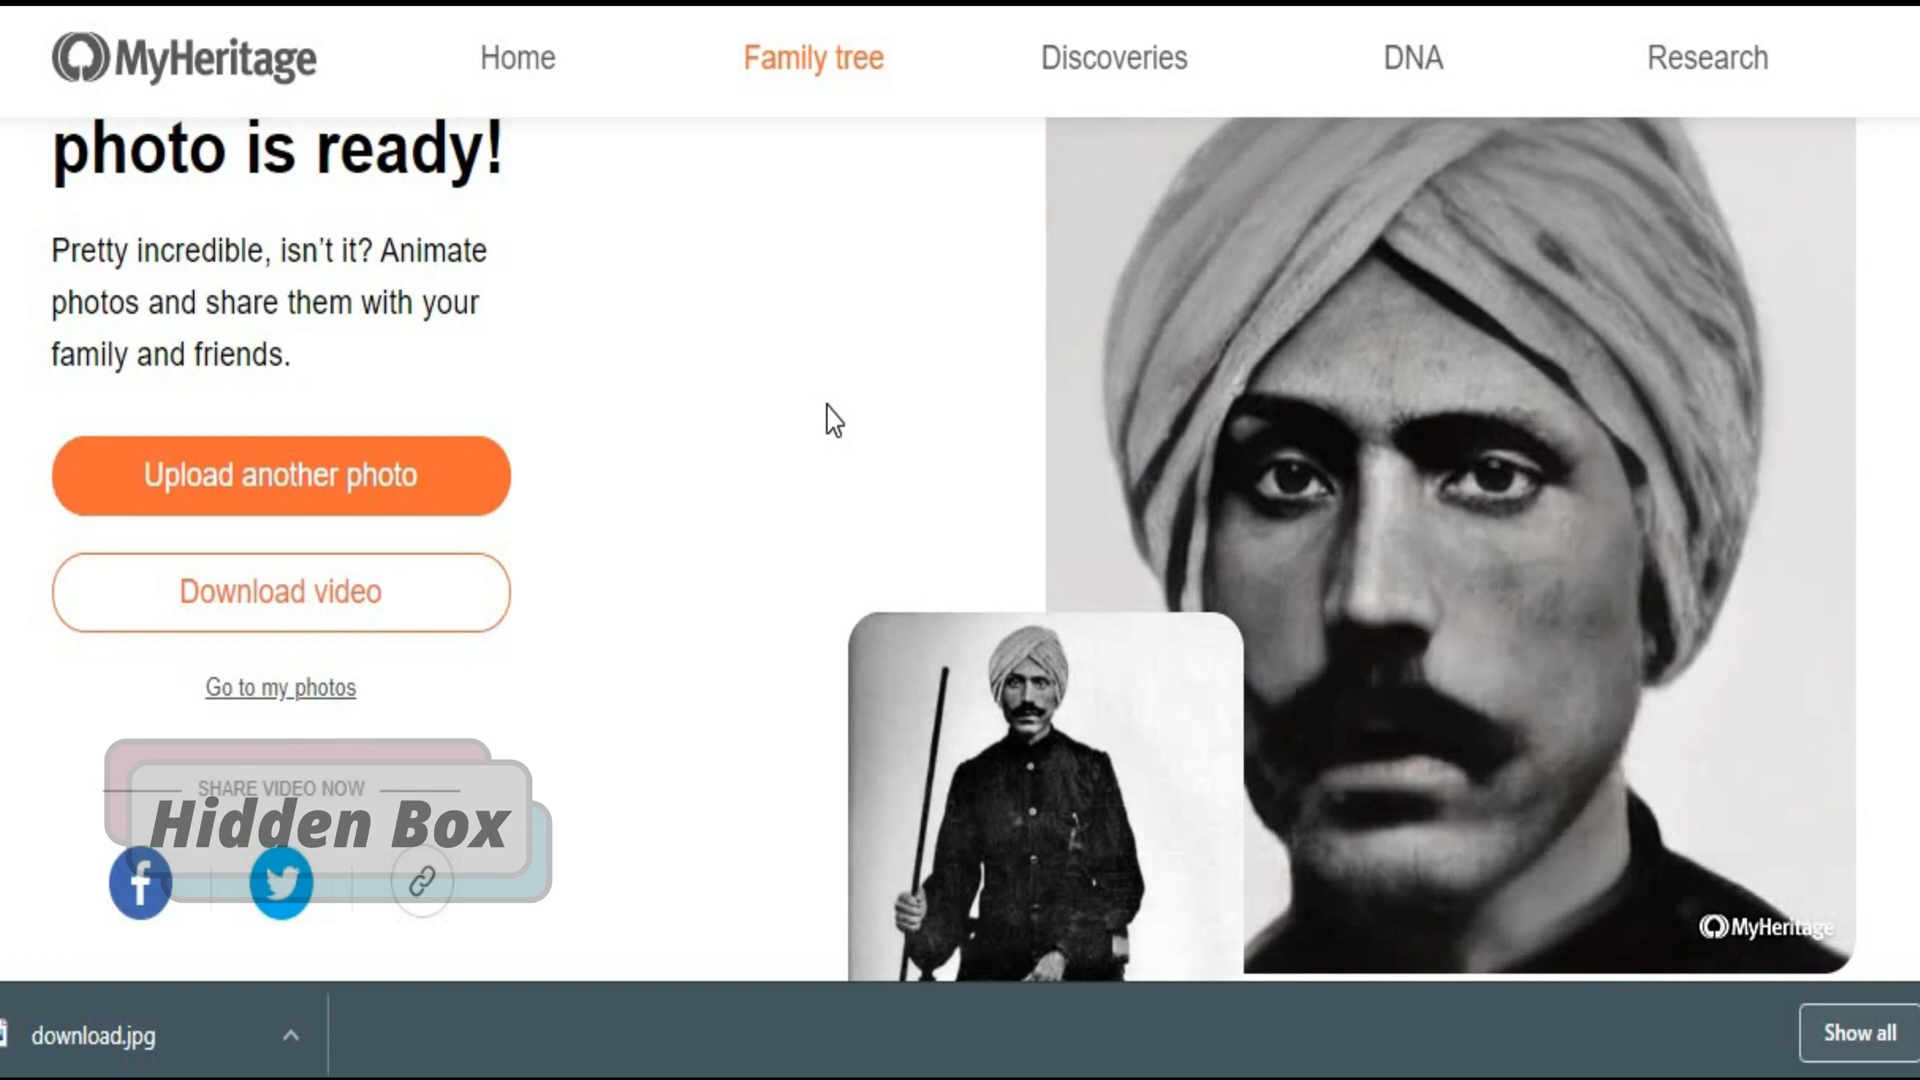 MyHeritage
Home
Family tree
Discoveries
DNA
Research
photo is ready!
Pretty incredible, isn't it? Animate
photos and share them with your
family and friends.
Upload another photo
Download video
Go to my photos
SHARE VIDEO NOW
Hidden Box
MyHeritage
download.jpg
Show all